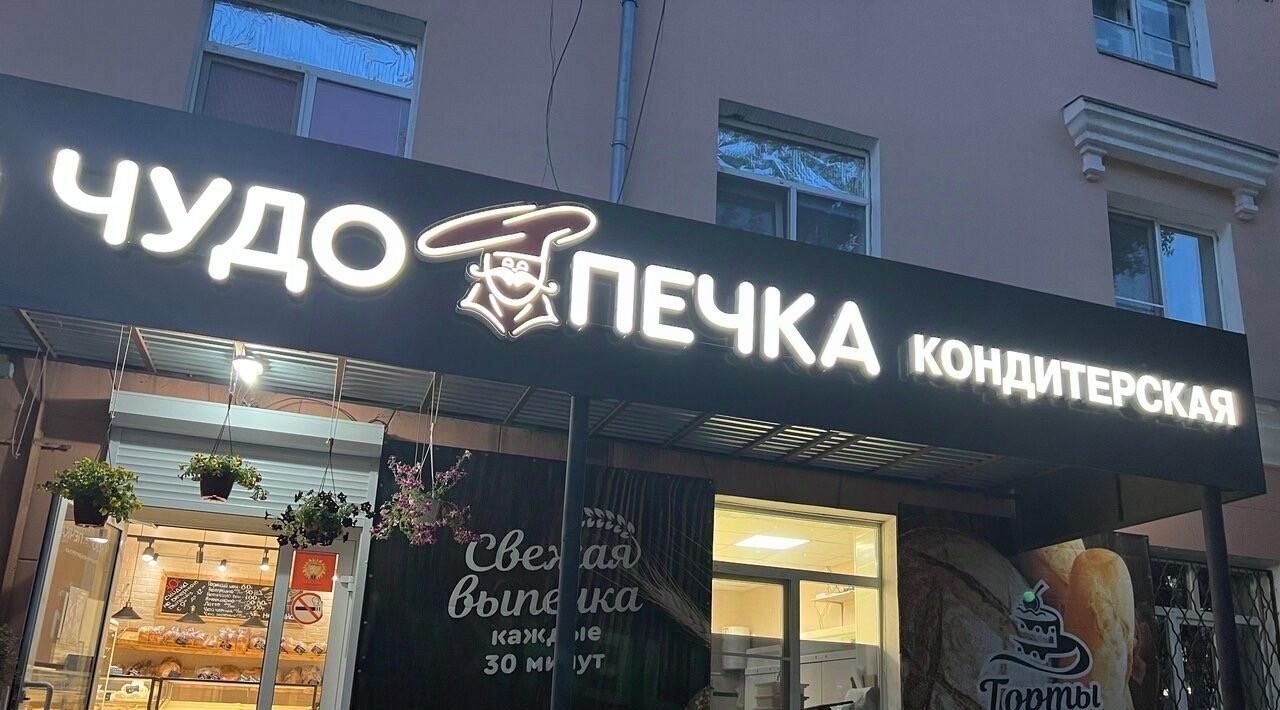 ЧУДО ПЕЧКА КОНДИТЕРСКАЯ
Свежая
выпечка
каждые
30 минут
Торты